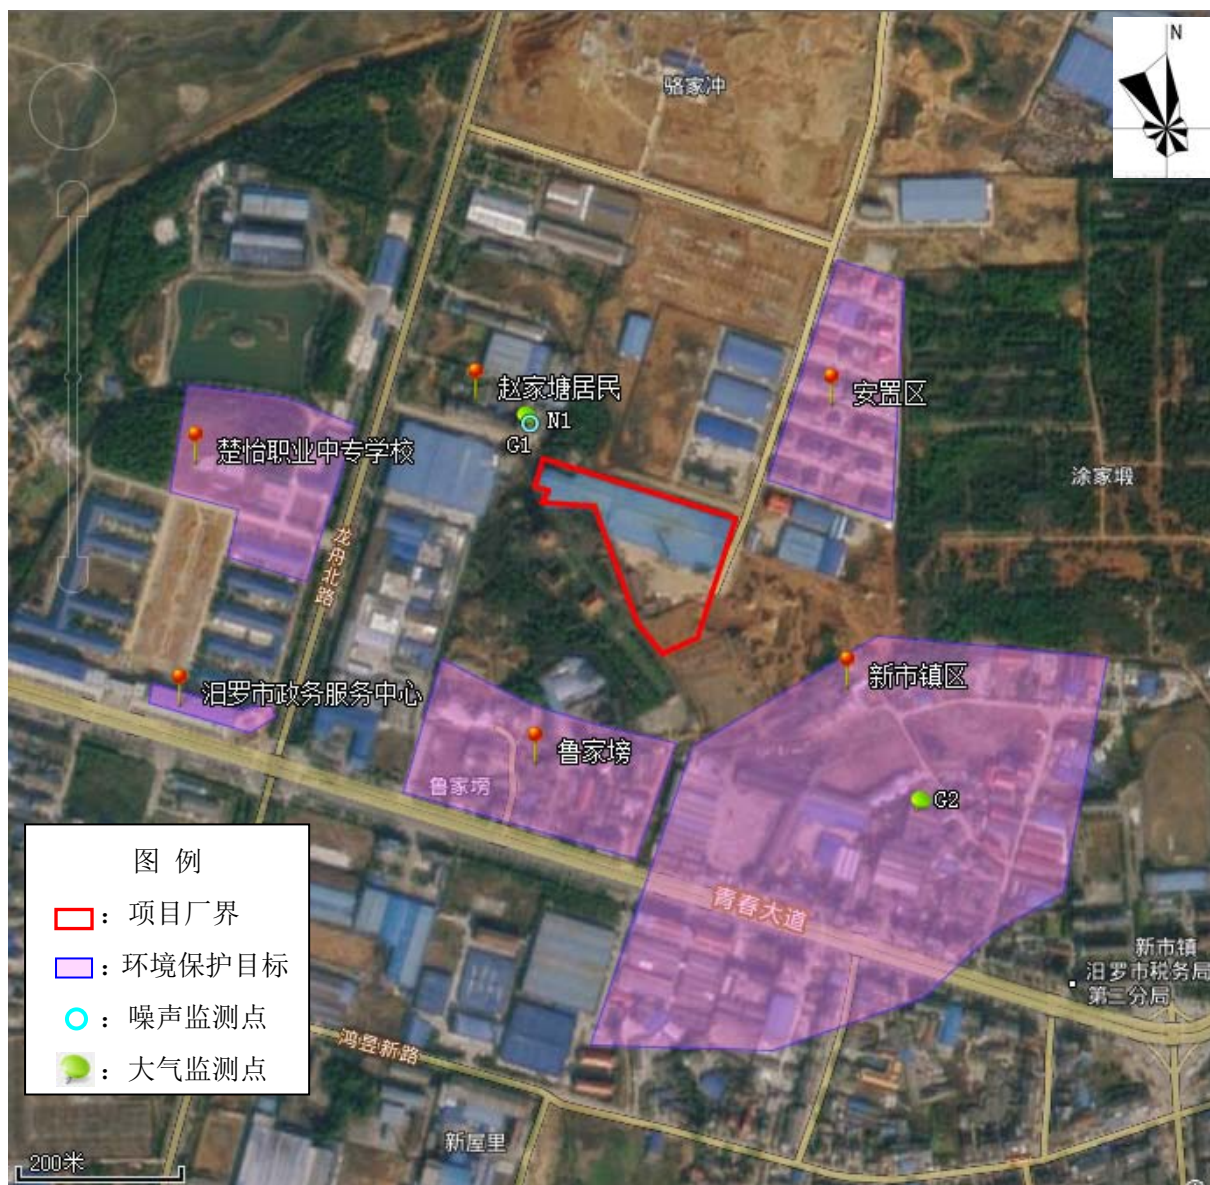 N
骆家冲
赵家塘居民
N1
G1
安置区
楚怡职业中专学校
涂家塅
龙舟北路
新市镇区
汨罗市政务服务中心
鲁家塝
鲁家塝
G2
青春大道
图 例
：项目厂界
：环境保护目标
：噪声监测点
：大气监测点
新市镇
汨罗市税务局
第二分局
鸿昱新路
新屋里
200米